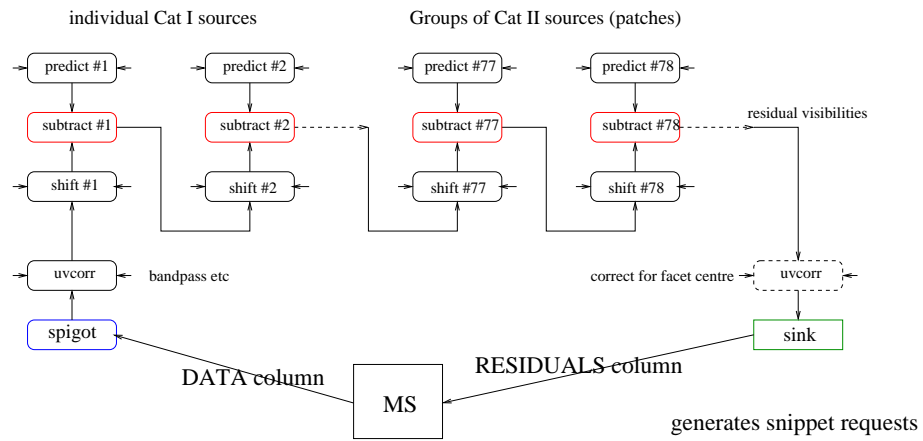 individual Cat I sources
Groups of Cat II sources (patches)
predict #1
predict #2
predict #77
predict #78
subtract #1
subtract #2
subtract #77
subtract #78
residual visibilities
shift #1
shift #2
shift #77
shift #78
uvcorr
bandpass etc
correct for facet centre
uvcorr
spigot
sink
DATA column
RESIDUALS column
MS
generates snippet requests